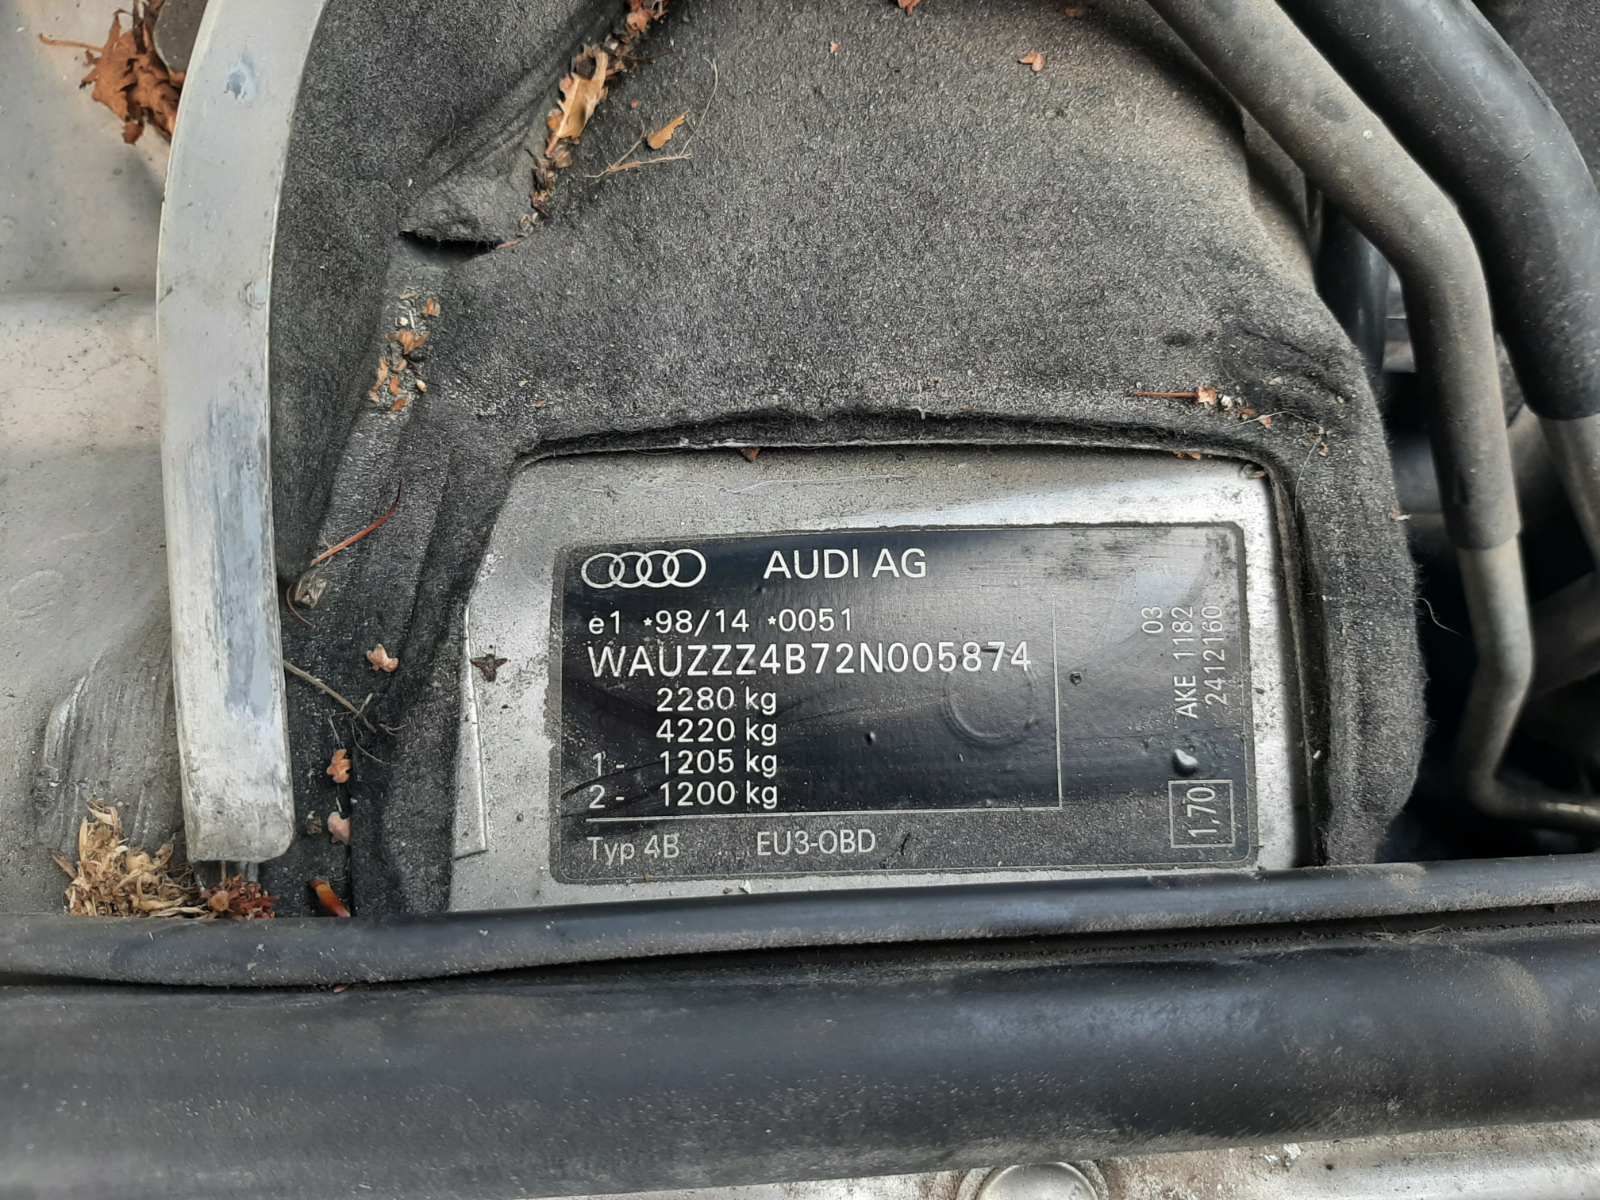 AUDI AG
e1 *98/14 *0051
WAUZZZ4B72N005874
2280 kg
4220 kg
1- 1205 kg
2- 1200 kg
Typ 4B EU3-OBD
03
AKE 1182
2412160
1,70